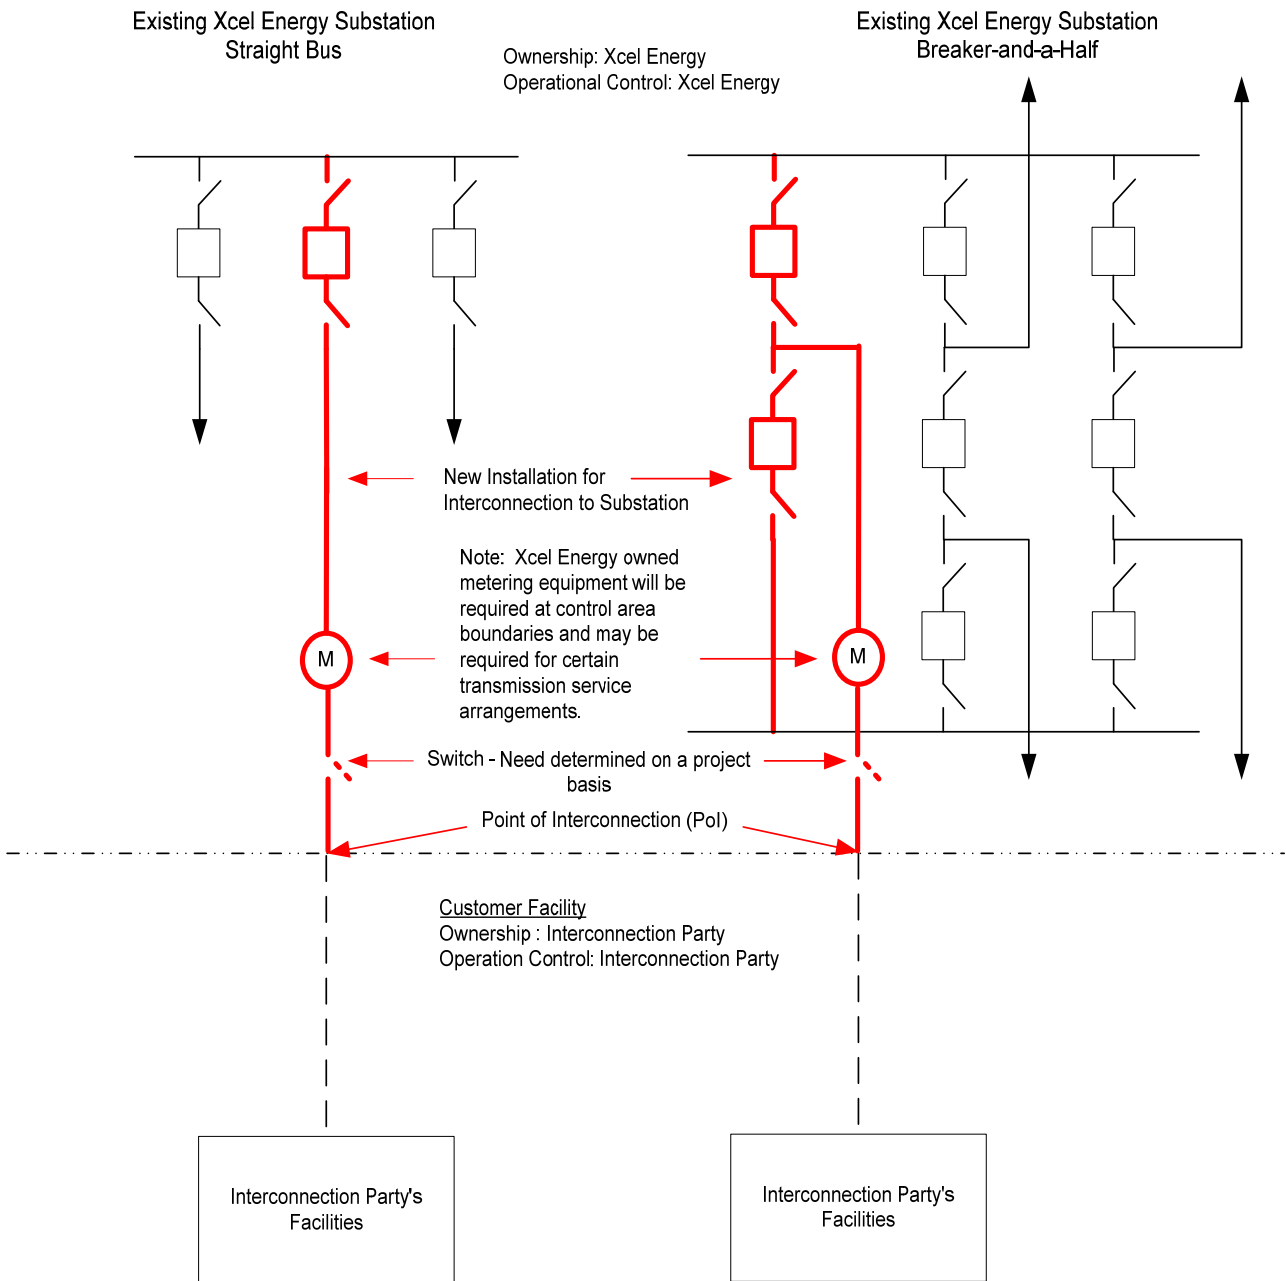 Existing Xcel Energy Substation
Straight Bus
Existing Xcel Energy Substation
Breaker-and-a-Half
Ownership: Xcel Energy
Operational Control: Xcel Energy
New Installation for
Interconnection to Substation
Note: Xcel Energy owned
metering equipment will be
required at control area
boundaries and may be
required for certain
transmission service
arrangements.
M
M
Switch - Need determined on a project
basis
Point of Interconnection (PoI)
Customer Facility
Ownership : Interconnection Party
Operation Control: Interconnection Party
Interconnection Party's
Facilities
Interconnection Party's
Facilities